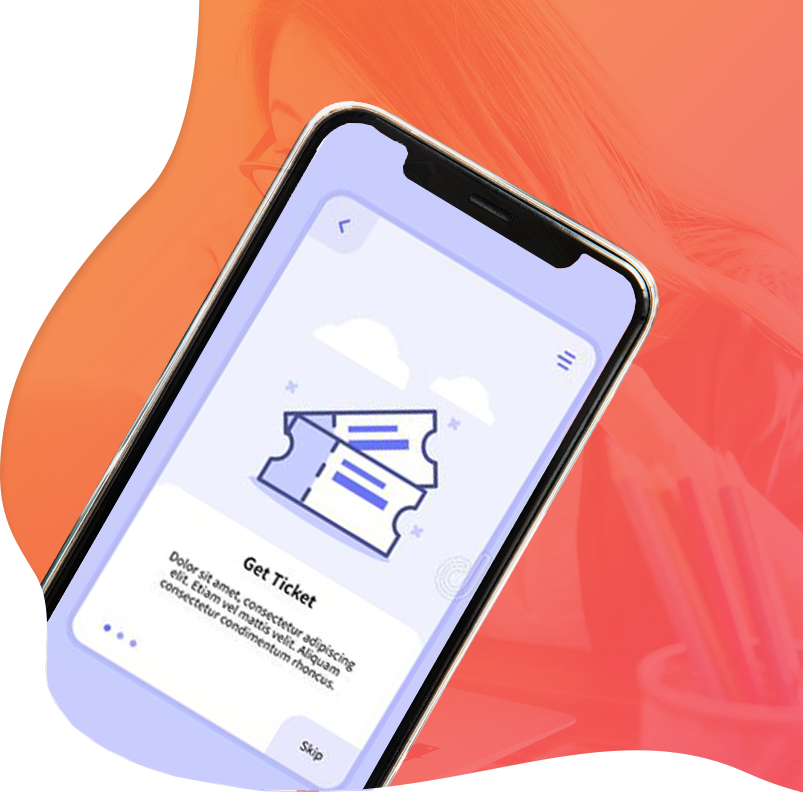 Get Ticket
Dolor sit amet, consectetur adipiscing
elit. Etiam vel mattis velit. Aliquam
consectetur condimentum rhoncus.
Skip